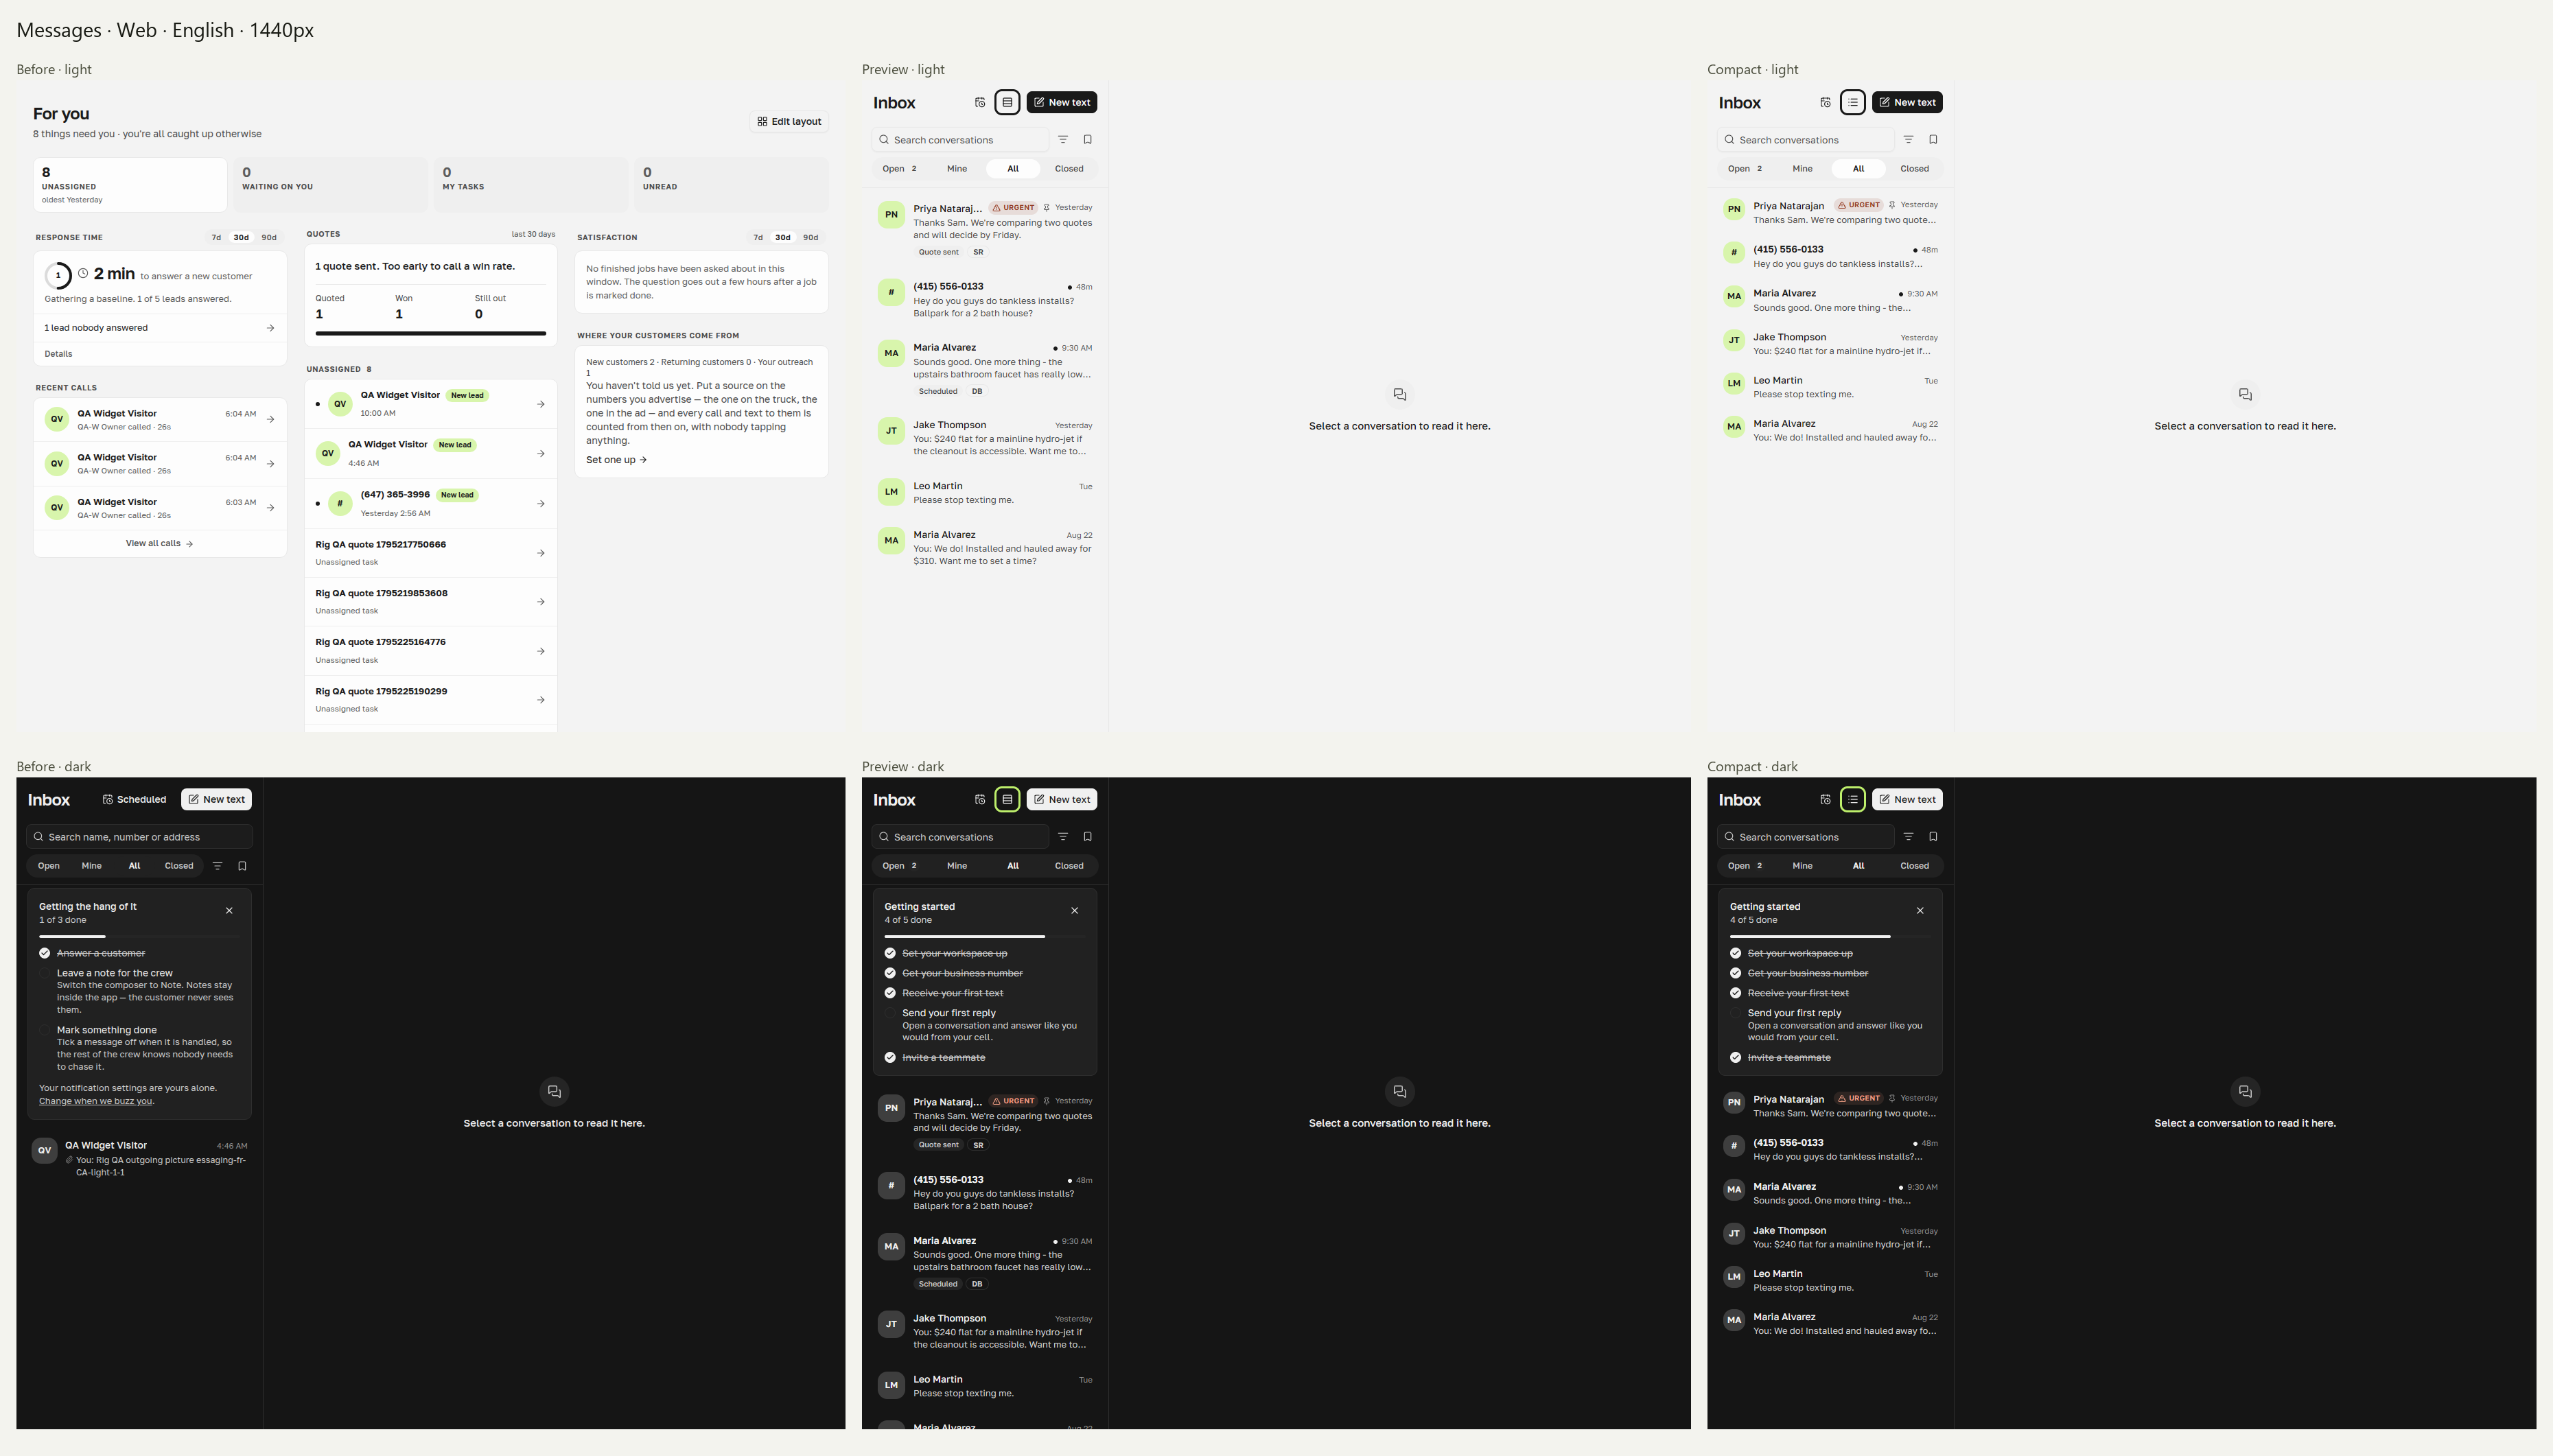 Messages · Web · English · 1440px
Before · light
For you
8 things need you · you're all caught up otherwise
Edit layout
8
UNASSIGNED
oldest Yesterday
0
WAITING ON YOU
0
MY TASKS
0
UNREAD
RESPONSE TIME
7d 30d 90d
1
2 min to answer a new customer
Gathering a baseline. 1 of 5 leads answered.
1 lead nobody answered
Details
RECENT CALLS
QV
QA Widget Visitor
6:04 AM
QA-W Owner called · 26s
QV
QA Widget Visitor
6:04 AM
QA-W Owner called · 26s
QV
QA Widget Visitor
6:03 AM
QA-W Owner called · 26s
View all calls
QUOTES
last 30 days
1 quote sent. Too early to call a win rate.
Quoted Won Still out
1 1 0
UNASSIGNED 8
QV
QA Widget Visitor New lead
10:00 AM
QV
QA Widget Visitor New lead
4:46 AM
#
(647) 365-3996 New lead
Yesterday 2:56 AM
Rig QA quote 1795217750666
Unassigned task
Rig QA quote 1795219853608
Unassigned task
Rig QA quote 1795225164776
Unassigned task
Rig QA quote 1795225190299
Unassigned task
SATISFACTION
7d 30d 90d
No finished jobs have been asked about in this
window. The question goes out a few hours after a job
is marked done.
WHERE YOUR CUSTOMERS COME FROM
New customers 2 · Returning customers 0 · Your outreach
1
You haven't told us yet. Put a source on the
numbers you advertise — the one on the truck, the
one in the ad — and every call and text to them is
counted from then on, with nobody tapping
anything.
Set one up
Preview · light
Inbox
New text
Search conversations
Open 2 Mine All Closed
PN
Priya Nataraj... URGENT Yesterday
Thanks Sam. We're comparing two quotes
and will decide by Friday.
Quote sent SR
#
(415) 556-0133 48m
Hey do you guys do tankless installs?
Ballpark for a 2 bath house?
MA
Maria Alvarez 9:30 AM
Sounds good. One more thing - the
upstairs bathroom faucet has really low...
Scheduled DB
JT
Jake Thompson Yesterday
You: $240 flat for a mainline hydro-jet if
the cleanout is accessible. Want me to...
LM
Leo Martin Tue
Please stop texting me.
MA
Maria Alvarez Aug 22
You: We do! Installed and hauled away for
$310. Want me to set a time?
Select a conversation to read it here.
Compact · light
Inbox
New text
Search conversations
Open 2 Mine All Closed
PN
Priya Natarajan URGENT Yesterday
Thanks Sam. We're comparing two quote...
#
(415) 556-0133 48m
Hey do you guys do tankless installs?...
MA
Maria Alvarez 9:30 AM
Sounds good. One more thing - the...
JT
Jake Thompson Yesterday
You: $240 flat for a mainline hydro-jet if...
LM
Leo Martin Tue
Please stop texting me.
MA
Maria Alvarez Aug 22
You: We do! Installed and hauled away fo...
Select a conversation to read it here.
Before · dark
Inbox
Scheduled
New text
Search name, number or address
Open Mine All Closed
Getting the hang of it
1 of 3 done
Answer a customer
Leave a note for the crew
Switch the composer to Note. Notes stay
inside the app — the customer never sees
them.
Mark something done
Tick a message off when it is handled, so
the rest of the crew knows nobody needs
to chase it.
Your notification settings are yours alone.
Change when we buzz you.
QV
QA Widget Visitor 4:46 AM
You: Rig QA outgoing picture essaging-fr-
CA-light-1-1
Select a conversation to read it here.
Preview · dark
Inbox
New text
Search conversations
Open 2 Mine All Closed
Getting started
4 of 5 done
Set your workspace up
Get your business number
Receive your first text
Send your first reply
Open a conversation and answer like you
would from your cell.
Invite a teammate
PN
Priya Nataraj... URGENT Yesterday
Thanks Sam. We're comparing two quotes
and will decide by Friday.
Quote sent SR
#
(415) 556-0133 48m
Hey do you guys do tankless installs?
Ballpark for a 2 bath house?
MA
Maria Alvarez 9:30 AM
Sounds good. One more thing - the
upstairs bathroom faucet has really low...
Scheduled DB
JT
Jake Thompson Yesterday
You: $240 flat for a mainline hydro-jet if
the cleanout is accessible. Want me to...
LM
Leo Martin Tue
Please stop texting me.
Maria Alvarez Aug 22
Select a conversation to read it here.
Compact · dark
Inbox
New text
Search conversations
Open 2 Mine All Closed
Getting started
4 of 5 done
Set your workspace up
Get your business number
Receive your first text
Send your first reply
Open a conversation and answer like you
would from your cell.
Invite a teammate
PN
Priya Natarajan URGENT Yesterday
Thanks Sam. We're comparing two quote...
#
(415) 556-0133 48m
Hey do you guys do tankless installs?...
MA
Maria Alvarez 9:30 AM
Sounds good. One more thing - the...
JT
Jake Thompson Yesterday
You: $240 flat for a mainline hydro-jet if...
LM
Leo Martin Tue
Please stop texting me.
MA
Maria Alvarez Aug 22
You: We do! Installed and hauled away fo...
Select a conversation to read it here.